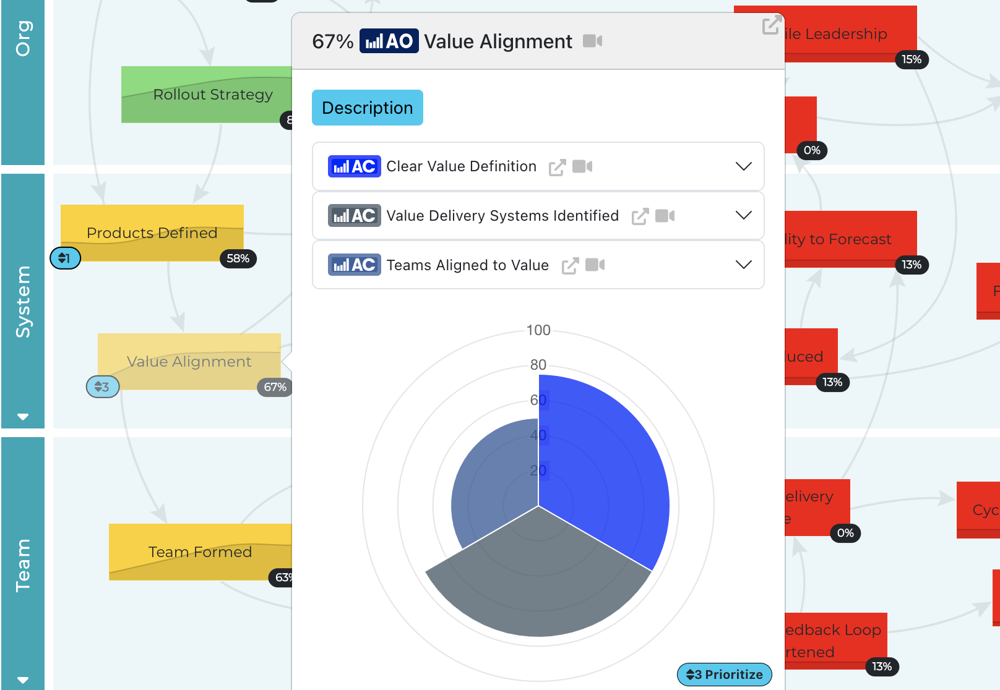 Org
System
Team
Rollout Strategy
8
Products Defined
1
58%
Value Alignment
3
67%
Team Formed
63%
67% AO Value Alignment
Description
AC Clear Value Definition
AC Value Delivery Systems Identified
AC Teams Aligned to Value
100
80
60
40
20
3 Prioritize
ile Leadership
15%
0%
lity to Forecast
13%
luced
13%
elivery
e
0%
Cyc
edback Loop
rtened
13%